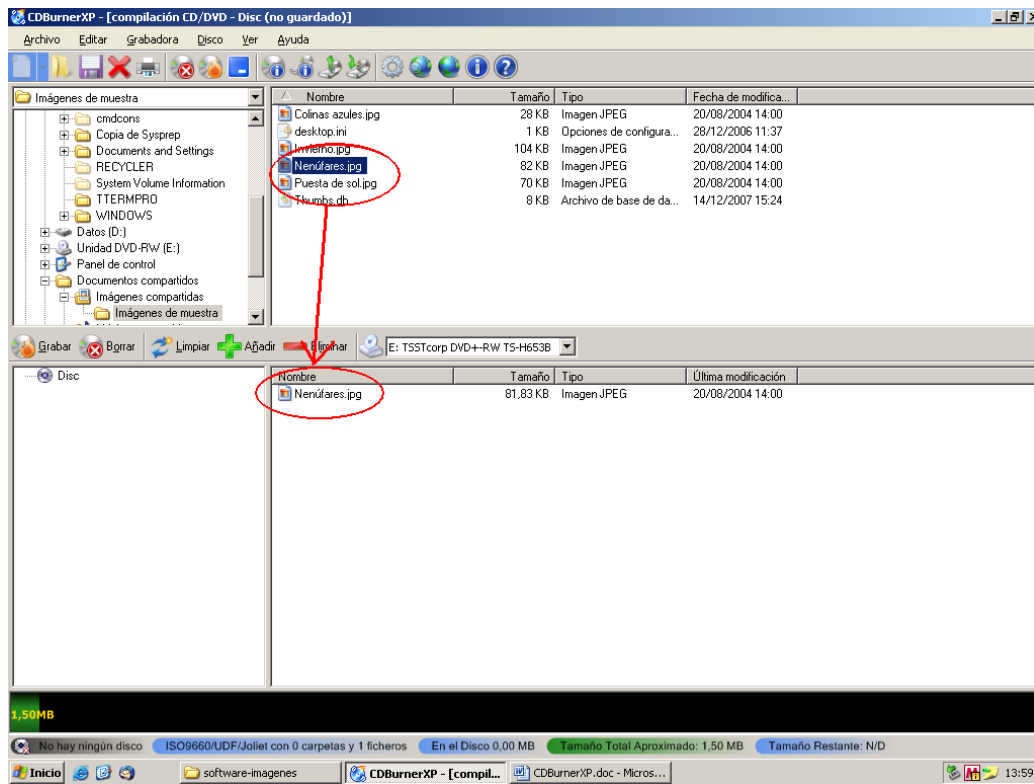 CDBurnerXP - [compilación CD/DVD - Disc (no guardado)]
Archivo Editar Grabadora Disco Ver Ayuda
Imágenes de muestra
cmdcons
Copia de Sysprep
Documents and Settings
RECYCLER
System Volume Information
TTERMPRO
WINDOWS
Datos (D:)
Unidad DVD-RW (E:)
Panel de control
Documentos compartidos
Imágenes compartidas
Imágenes de muestra
Nombre Tamaño Tipo Fecha de modifica...
Colinas azules.jpg 28 KB Imagen JPEG 20/08/2004 14:00
desktop.ini 1 KB Opciones de configura... 28/12/2006 11:37
Invierno.jpg 104 KB Imagen JPEG 20/08/2004 14:00
Nenúfares.jpg 82 KB Imagen JPEG 20/08/2004 14:00
Puesta de sol.jpg 70 KB Imagen JPEG 20/08/2004 14:00
Thumbs.db 8 KB Archivo de base de da... 14/12/2007 15:24
Grabar Borrar Limpiar Añadir Eliminar E: TSSTcorp DVD+-RW TS-H653B
Disc
Nombre Tamaño Tipo Última modificación
Nenúfares.jpg 81,83 KB Imagen JPEG 20/08/2004 14:00
1,50MB
No hay ningún disco ISO9660/UDF/Joliet con 0 carpetas y 1 ficheros En el Disco 0,00 MB Tamaño Total Aproximado: 1,50 MB Tamaño Restante: N/D
Inicio software-imagenes CDBurnerXP - [compil... CDBurnerXP.doc - Micros... 13:59